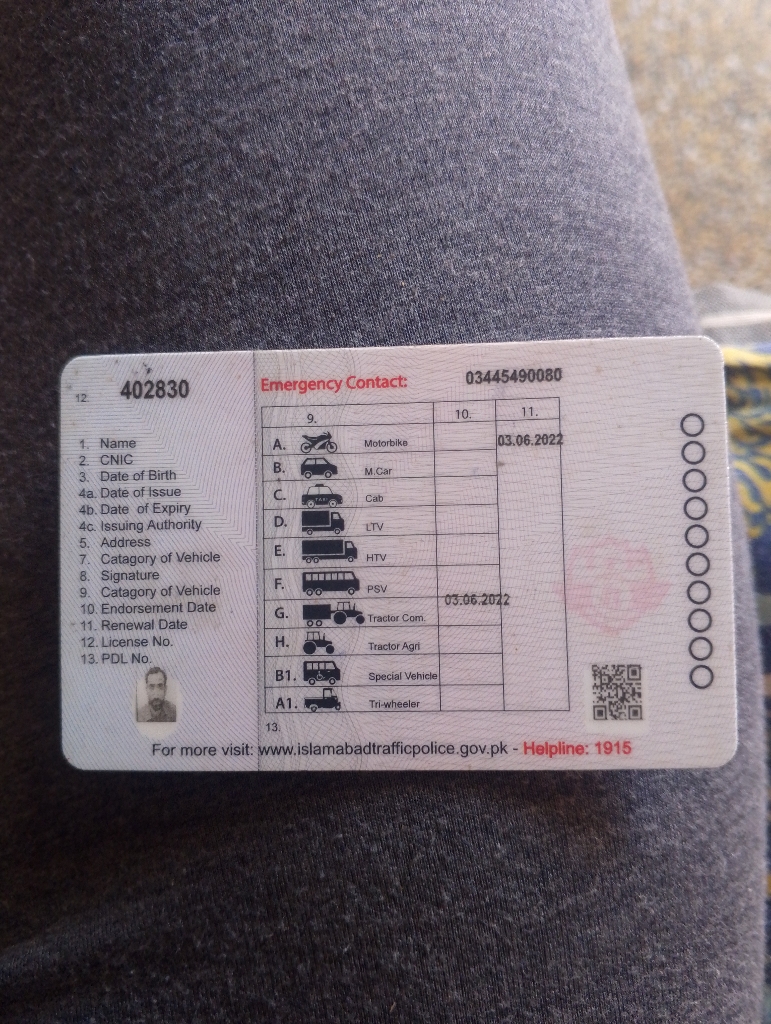 12. 402830
Emergency Contact: 03445490080
1. Name
2. CNIC
3. Date of Birth
4a. Date of Issue
4b. Date of Expiry
4c. Issuing Authority
5. Address
7. Catagory of Vehicle
8. Signature
9. Catagory of Vehicle
10. Endorsement Date
11. Renewal Date
12. License No.
13. PDL No.
9. 10. 11.
A. Motorbike 03.06.2022
B. M.Car
C. TAXI Cab
D. LTV
E. HTV
F. PSV
03.06.2022
G. Tractor Com.
H. Tractor Agri
B1. Special Vehicle
A1. Tri-wheeler
13.
For more visit: www.islamabadtrafficpolice.gov.pk - Helpline: 1915